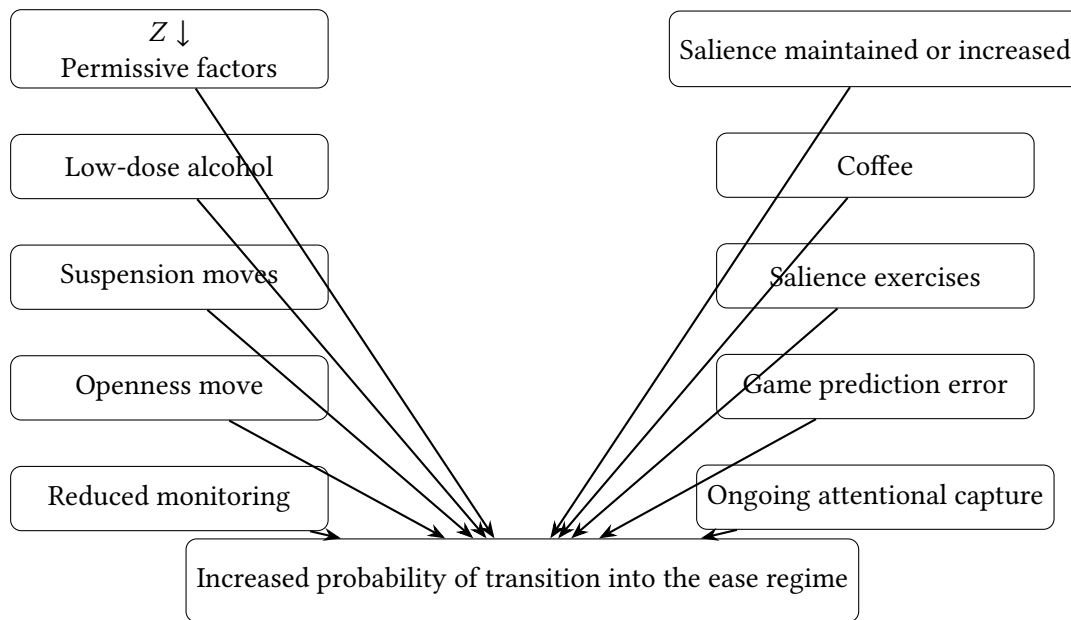 Z ↓
Permissive factors
Salience maintained or increased
Low-dose alcohol
Coffee
Suspension moves
Salience exercises
Openness move
Game prediction error
Reduced monitoring
Ongoing attentional capture
Increased probability of transition into the ease regime